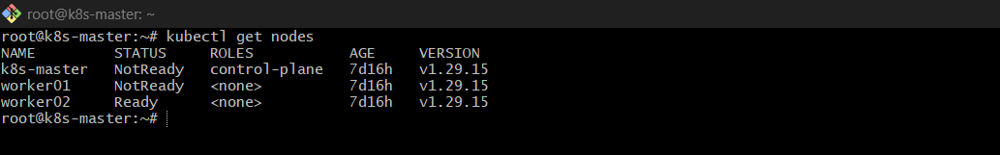 root@k8s-master: ~
root@k8s-master:~# kubectl get nodes
NAME STATUS ROLES AGE VERSION
k8s-master NotReady control-plane 7d16h v1.29.15
worker01 NotReady <none> 7d16h v1.29.15
worker02 Ready <none> 7d16h v1.29.15
root@k8s-master:~#